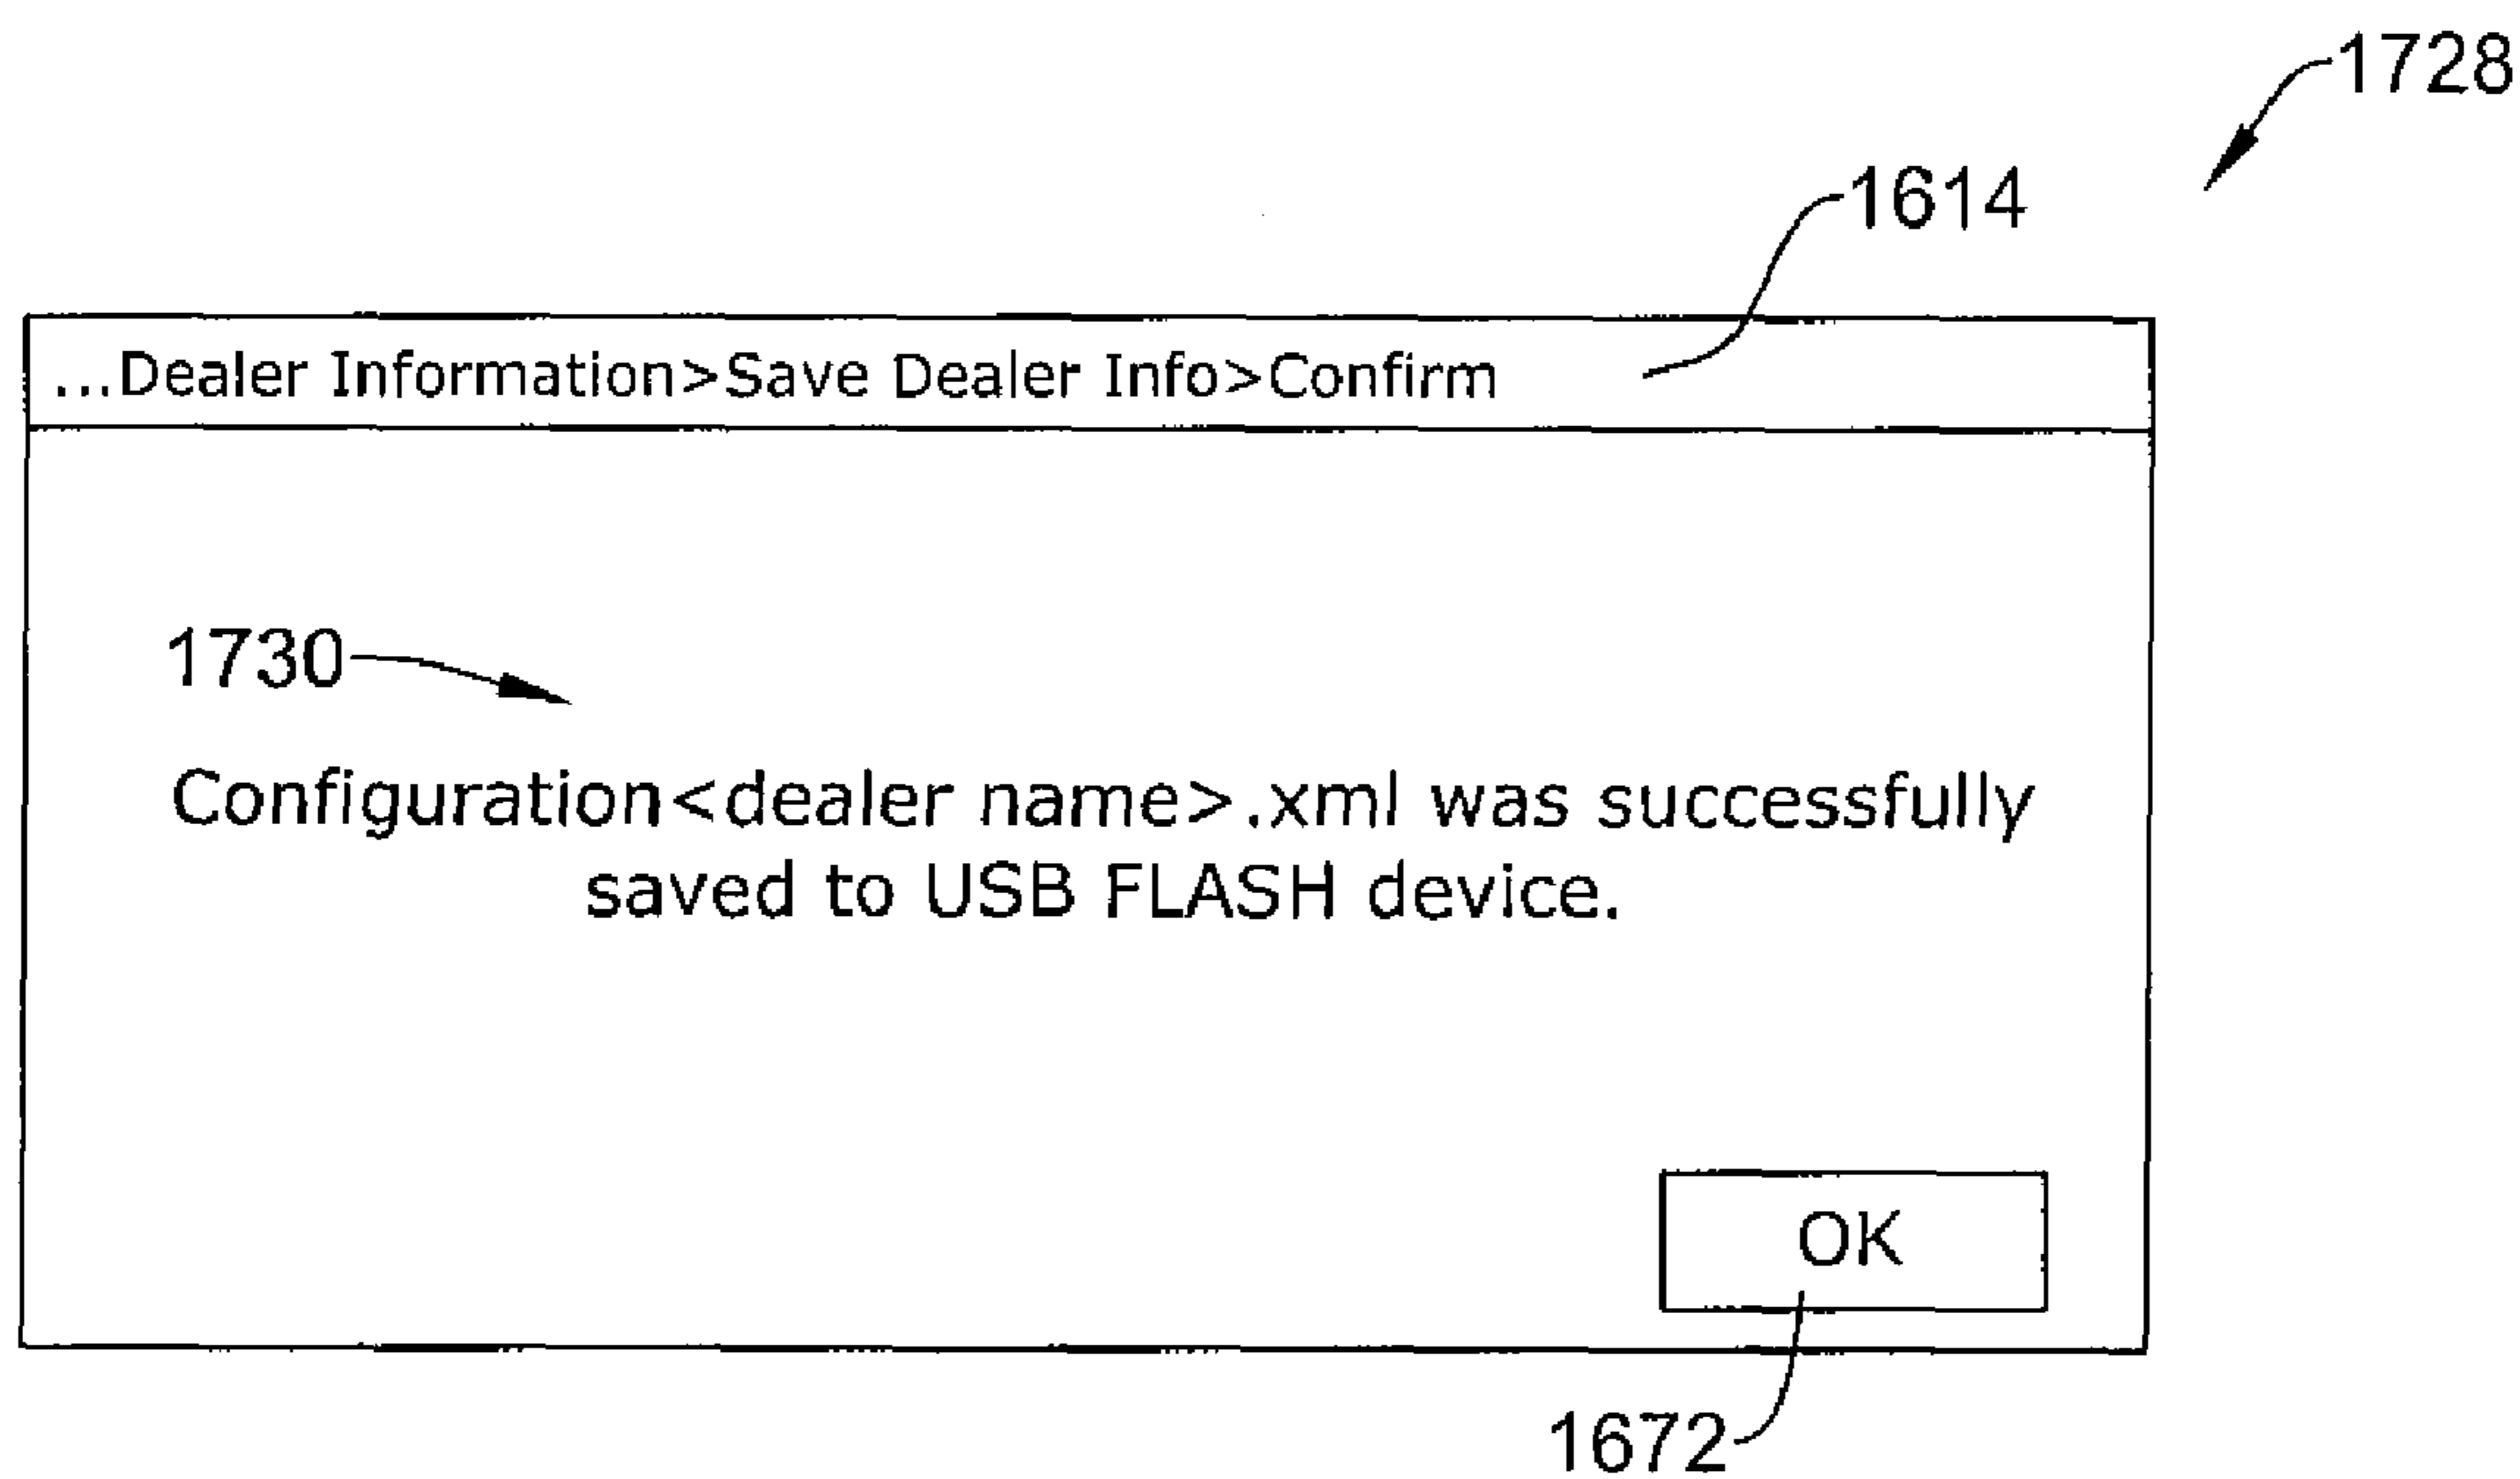 1728
1614
...Dealer Information>Save Dealer Info>Confirm
1730
Configuration<dealer name>.xml was successfully
saved to USB FLASH device.
OK
1672